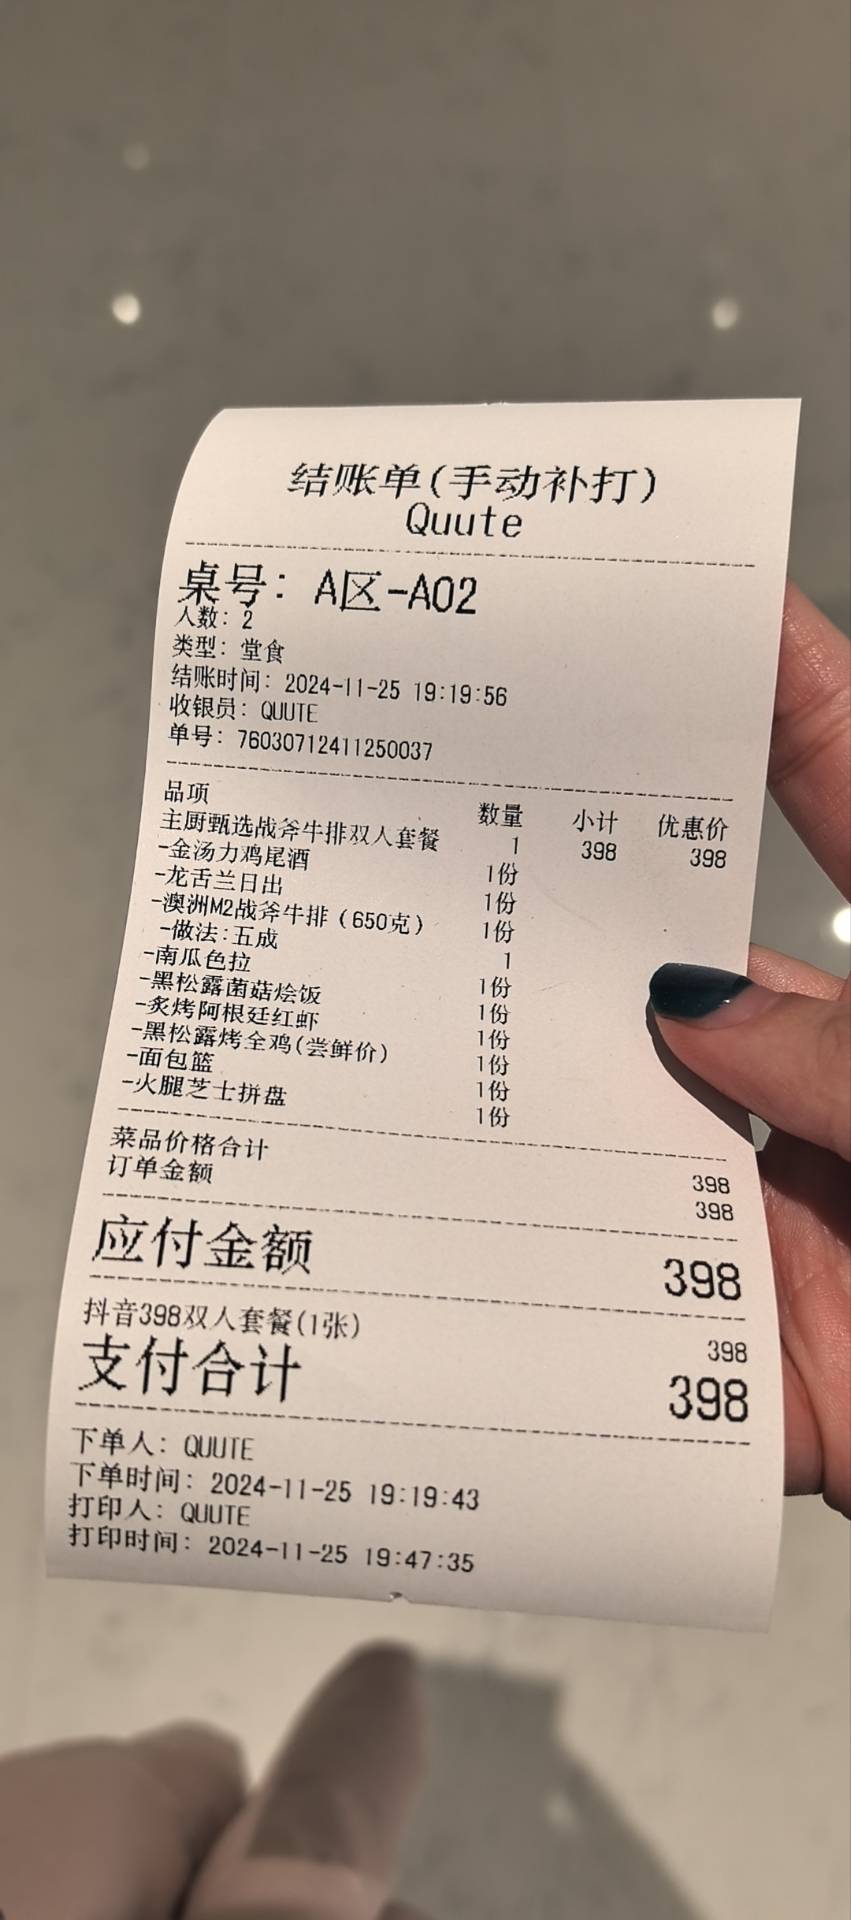 结账单(手动补打)
Quute
桌号: A区-A02
人数: 2
类型: 堂食
结账时间: 2024-11-25 19:19:56
收银员: QUUTE
单号: 76030712411250037
品项 数量 小计 优惠价
主厨甄选战斧牛排双人套餐 1 398 398
-金汤力鸡尾酒 1份
-龙舌兰日出 1份
-澳洲M2战斧牛排（650克） 1份
-做法:五成 1
-南瓜色拉 1份
-黑松露菌菇烩饭 1份
-炙烤阿根廷红虾 1份
-黑松露烤全鸡(尝鲜价) 1份
-面包篮 1份
-火腿芝士拼盘 1份
菜品价格合计 398
订单金额 398
应付金额 398
抖音398双人套餐(1张) 398
支付合计 398
下单人: QUUTE
下单时间: 2024-11-25 19:19:43
打印人: QUUTE
打印时间: 2024-11-25 19:47:35